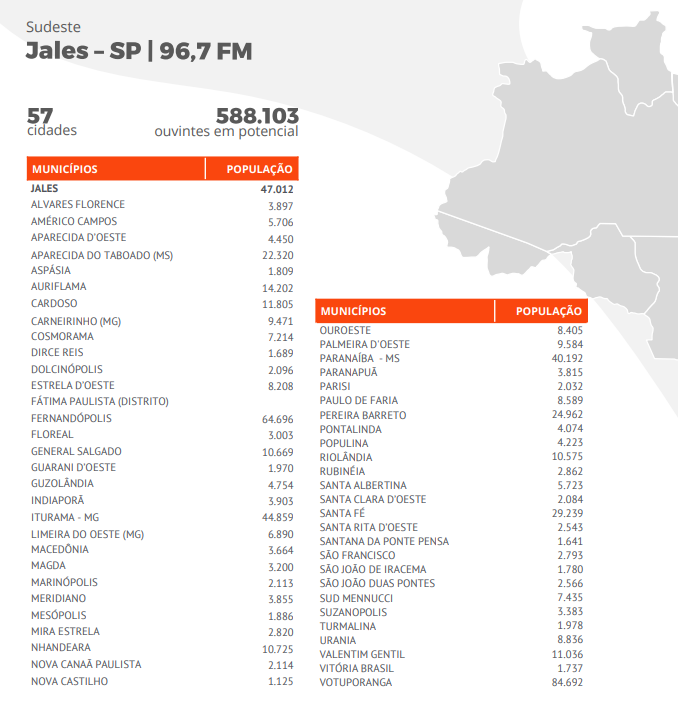 Sudeste
Jales – SP | 96,7 FM
57
cidades
588.103
ouvintes em potencial
MUNICÍPIOS POPULAÇÃO
JALES 47.012
ALVARES FLORENCE 3.897
AMÉRICO CAMPOS 5.706
APARECIDA D'OESTE 4.450
APARECIDA DO TABOADO (MS) 22.320
ASPÁSIA 1.809
AURIFLAMA 14.202
CARDOSO 11.805
CARNEIRINHO (MG) 9.471
COSMORAMA 7.214
DIRCE REIS 1.689
DOLCINÓPOLIS 2.096
ESTRELA D'OESTE 8.208
FÁTIMA PAULISTA (DISTRITO)
FERNANDÓPOLIS 64.696
FLOREAL 3.003
GENERAL SALGADO 10.669
GUARANI D'OESTE 1.970
GUZOLÂNDIA 4.754
INDIAPORÃ 3.903
ITURAMA - MG 44.859
LIMEIRA DO OESTE (MG) 6.890
MACEDÔNIA 3.664
MAGDA 3.200
MARINÓPOLIS 2.113
MERIDIANO 3.855
MESÓPOLIS 1.886
MIRA ESTRELA 2.820
NHANDEARA 10.725
NOVA CANAÃ PAULISTA 2.114
NOVA CASTILHO 1.125
MUNICÍPIOS POPULAÇÃO
OUROESTE 8.405
PALMEIRA D'OESTE 9.584
PARANAÍBA - MS 40.192
PARANAPUÃ 3.815
PARISI 2.032
PAULO DE FARIA 8.589
PEREIRA BARRETO 24.962
PONTALINDA 4.074
POPULINA 4.223
RIOLÂNDIA 10.575
RUBINÉIA 2.862
SANTA ALBERTINA 5.723
SANTA CLARA D'OESTE 2.084
SANTA FÉ 29.239
SANTA RITA D'OESTE 2.543
SANTANA DA PONTE PENSA 1.641
SÃO FRANCISCO 2.793
SÃO JOÃO DE IRACEMA 1.780
SÃO JOÃO DUAS PONTES 2.566
SUD MENNUCCI 7.435
SUZANOPOLIS 3.383
TURMALINA 1.978
URANIA 8.836
VALENTIM GENTIL 11.036
VITÓRIA BRASIL 1.737
VOTUPORANGA 84.692